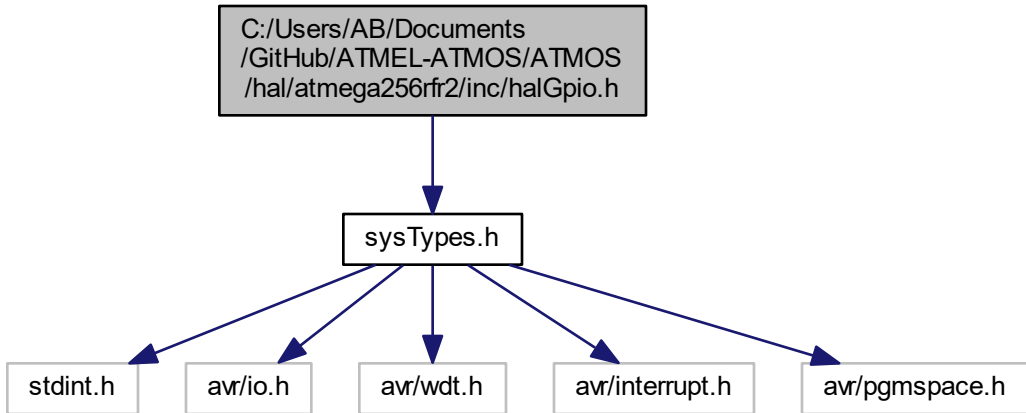 C:/Users/AB/Documents
/GitHub/ATMEL-ATMOS/ATMOS
/hal/atmega256rfr2/inc/halGpio.h
sysTypes.h
stdint.h
avr/io.h
avr/wdt.h
avr/interrupt.h
avr/pgmspace.h